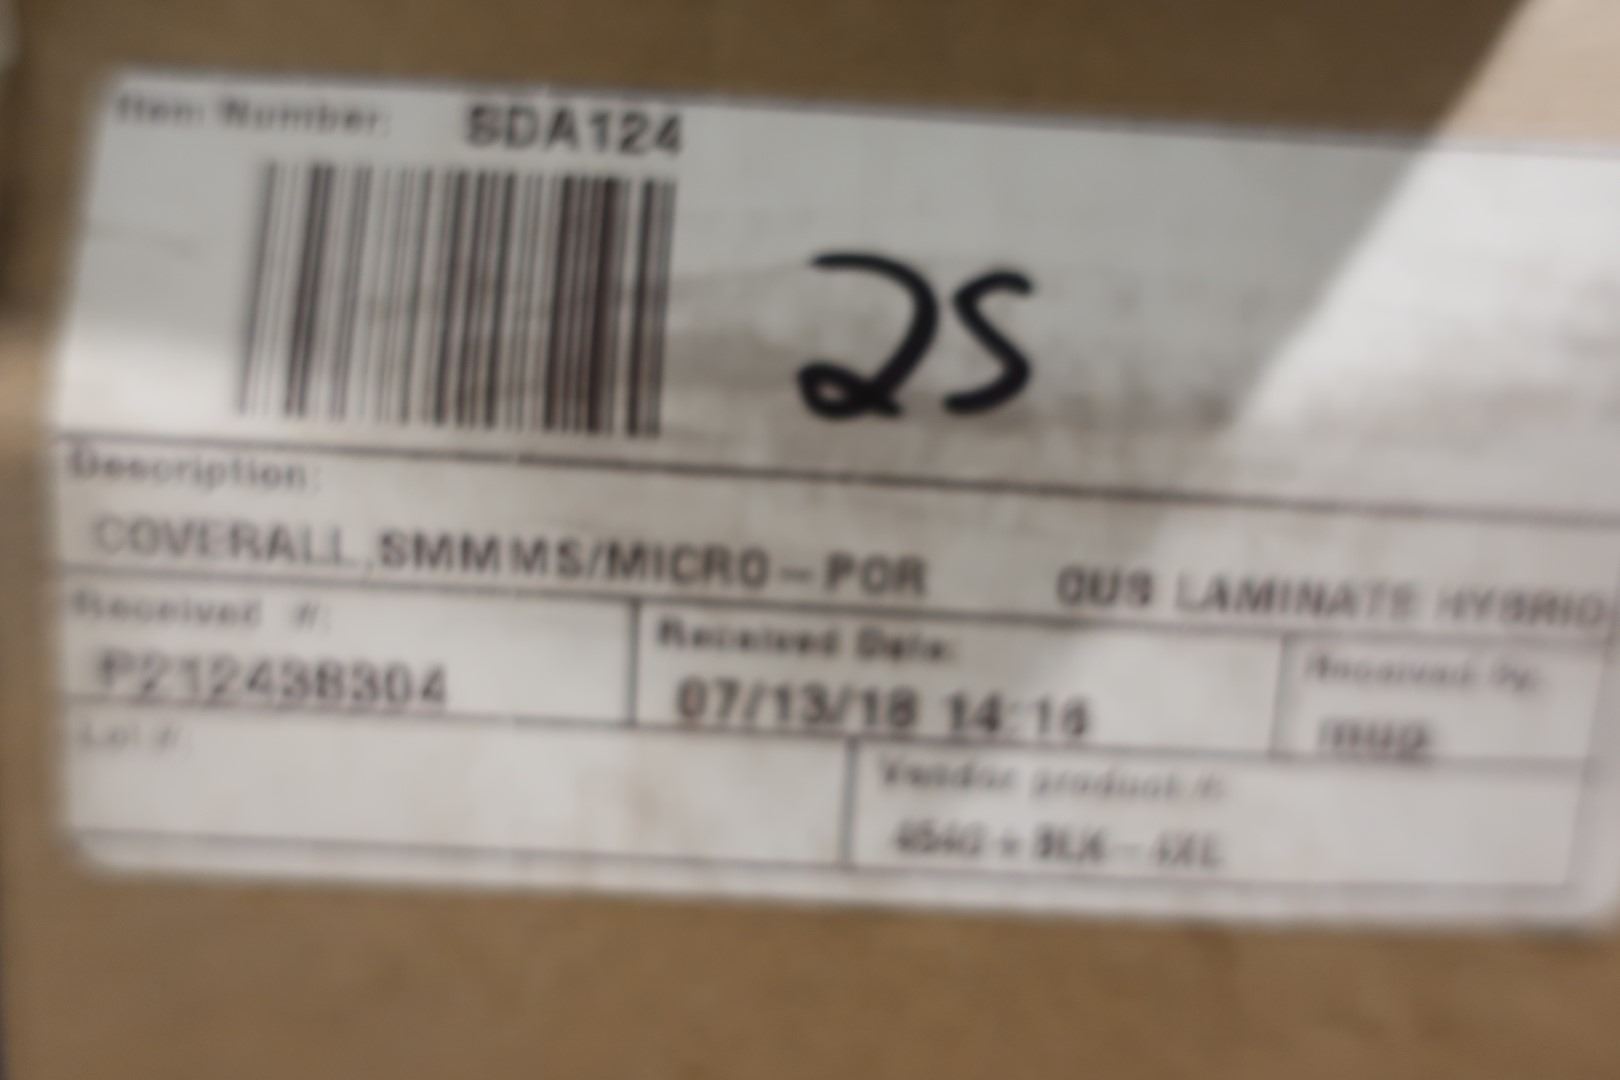 Item Number: SDA124
25
Description:
COVERALL,SMMMS/MICRO-POR OUS LAMINATE HYBRID
Received #: Received Date: Received By:
P212438304 07/13/18 14:16
Lot #: Vendor product #: